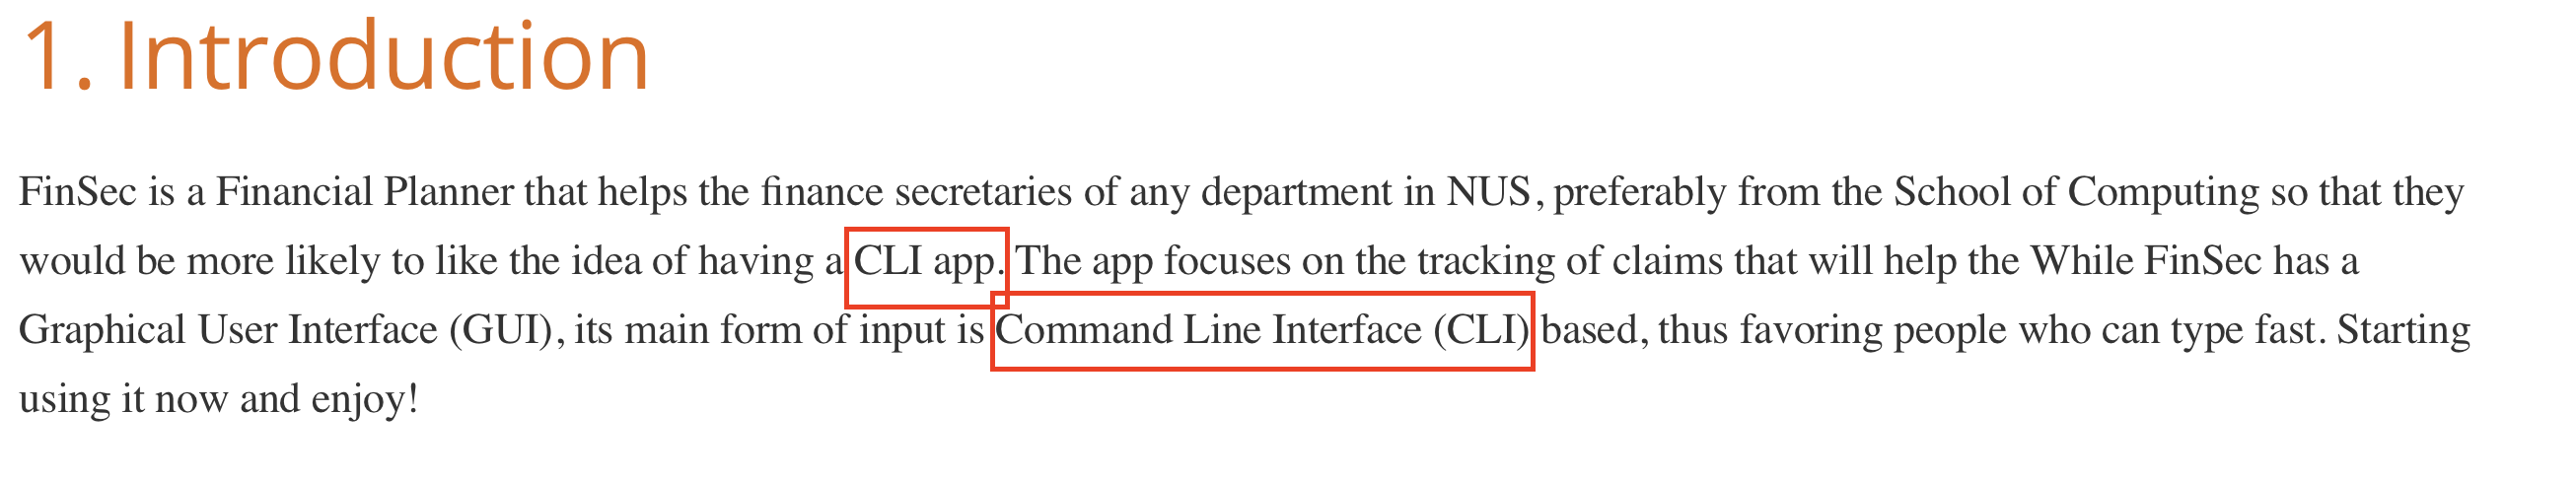 1. Introduction
FinSec is a Financial Planner that helps the finance secretaries of any department in NUS, preferably from the School of Computing so that they
would be more likely to like the idea of having a CLI app. The app focuses on the tracking of claims that will help the While FinSec has a
Graphical User Interface (GUI), its main form of input is Command Line Interface (CLI) based, thus favoring people who can type fast. Starting
using it now and enjoy!